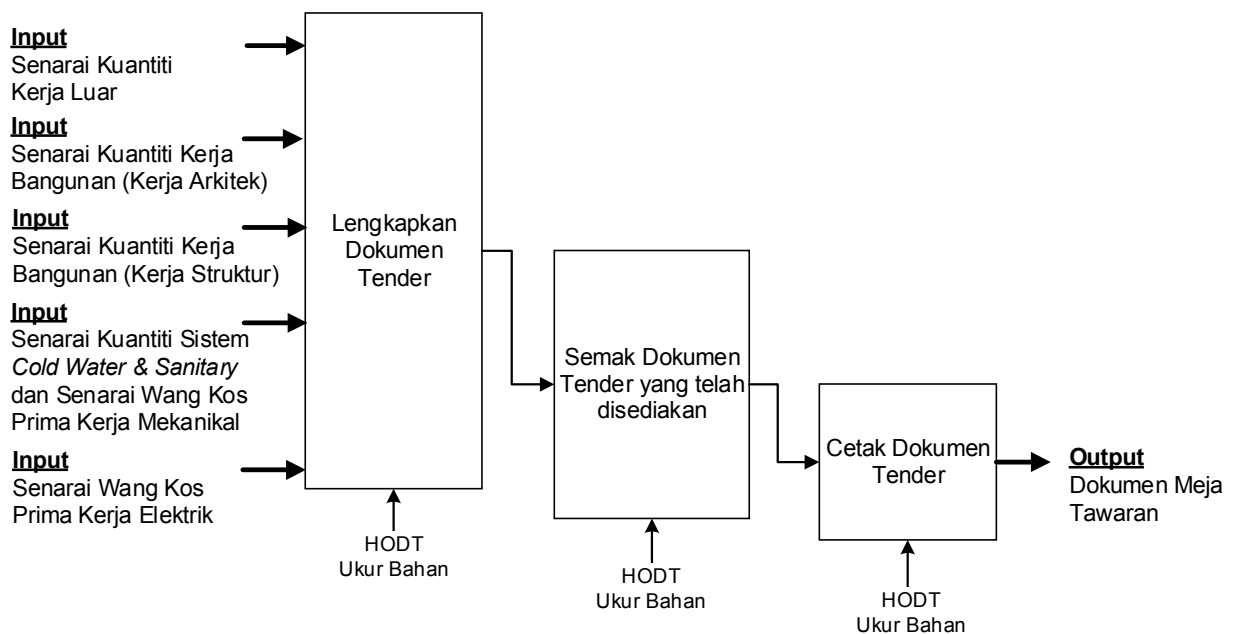 Input
Senarai Kuantiti
Kerja Luar
Input
Senarai Kuantiti Kerja
Bangunan (Kerja Arkitek)
Input
Senarai Kuantiti Kerja
Bangunan (Kerja Struktur)
Input
Senarai Kuantiti Sistem
Cold Water & Sanitary
dan Senarai Wang Kos
Prima Kerja Mekanikal
Input
Senarai Wang Kos
Prima Kerja Elektrik
Lengkapkan
Dokumen
Tender
HODT
Ukur Bahan
Semak Dokumen
Tender yang telah
disediakan
HODT
Ukur Bahan
Cetak Dokumen
Tender
HODT
Ukur Bahan
Output
Dokumen Meja
Tawaran